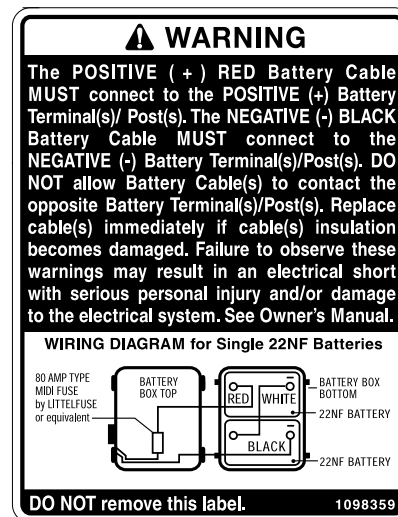 WARNING
The POSITIVE ( + ) RED Battery Cable
MUST connect to the POSITIVE (+) Battery
Terminal(s)/ Post(s). The NEGATIVE (-) BLACK
Battery Cable MUST connect to the
NEGATIVE (-) Battery Terminal(s)/Post(s). DO
NOT allow Battery Cable(s) to contact the
opposite Battery Terminal(s)/Post(s). Replace
cable(s) immediately if cable(s) insulation
becomes damaged. Failure to observe these
warnings may result in an electrical short
with serious personal injury and/or damage
to the electrical system. See Owner's Manual.
WIRING DIAGRAM for Single 22NF Batteries
80 AMP TYPE
MIDI FUSE
by LITTELFUSE
or equivalent
BATTERY
BOX TOP
RED
WHITE
BLACK
BATTERY BOX
BOTTOM
22NF BATTERY
22NF BATTERY
DO NOT remove this label.
1098359